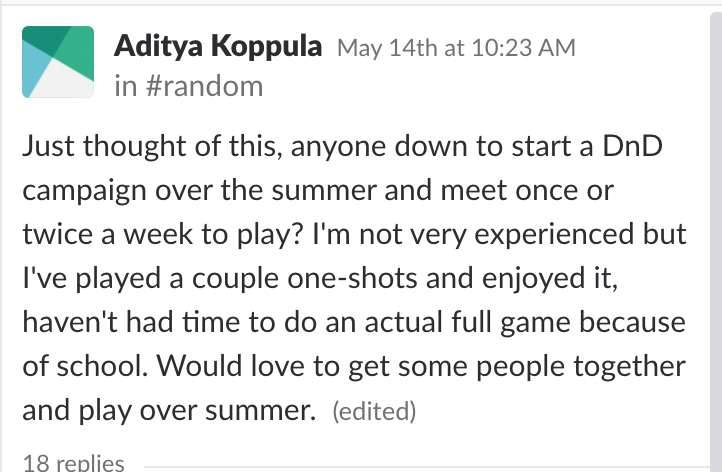 Aditya Koppula May 14th at 10:23 AM
in #random
Just thought of this, anyone down to start a DnD
campaign over the summer and meet once or
twice a week to play? I'm not very experienced but
I've played a couple one-shots and enjoyed it,
haven't had time to do an actual full game because
of school. Would love to get some people together
and play over summer. (edited)
18 replies